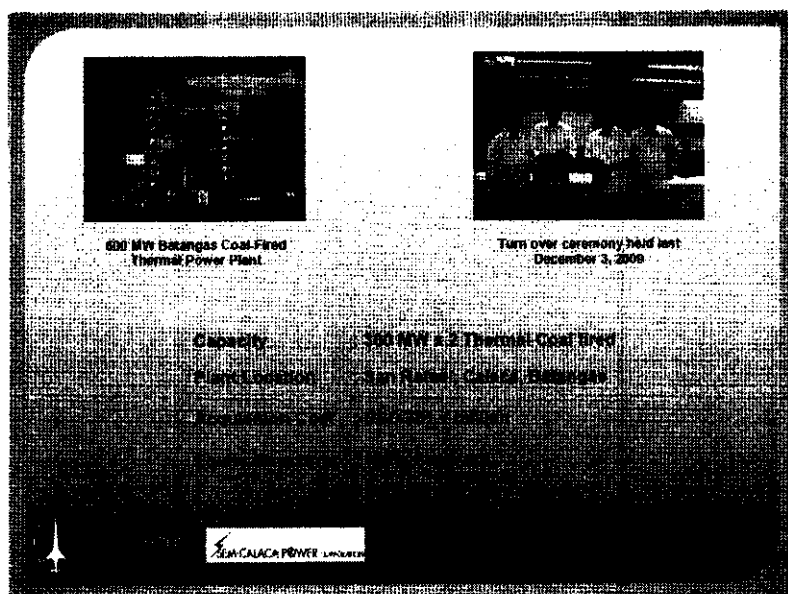 600 MW Batangas Coal-Fired
Thermal Power Plant
Turn over ceremony held last
December 3, 2009
Capacity : 300 MW x 2 Thermal Coal fired
Plant Location : San Rafael, Calaca, Batangas
SEM-CALACA POWER CORPORATION